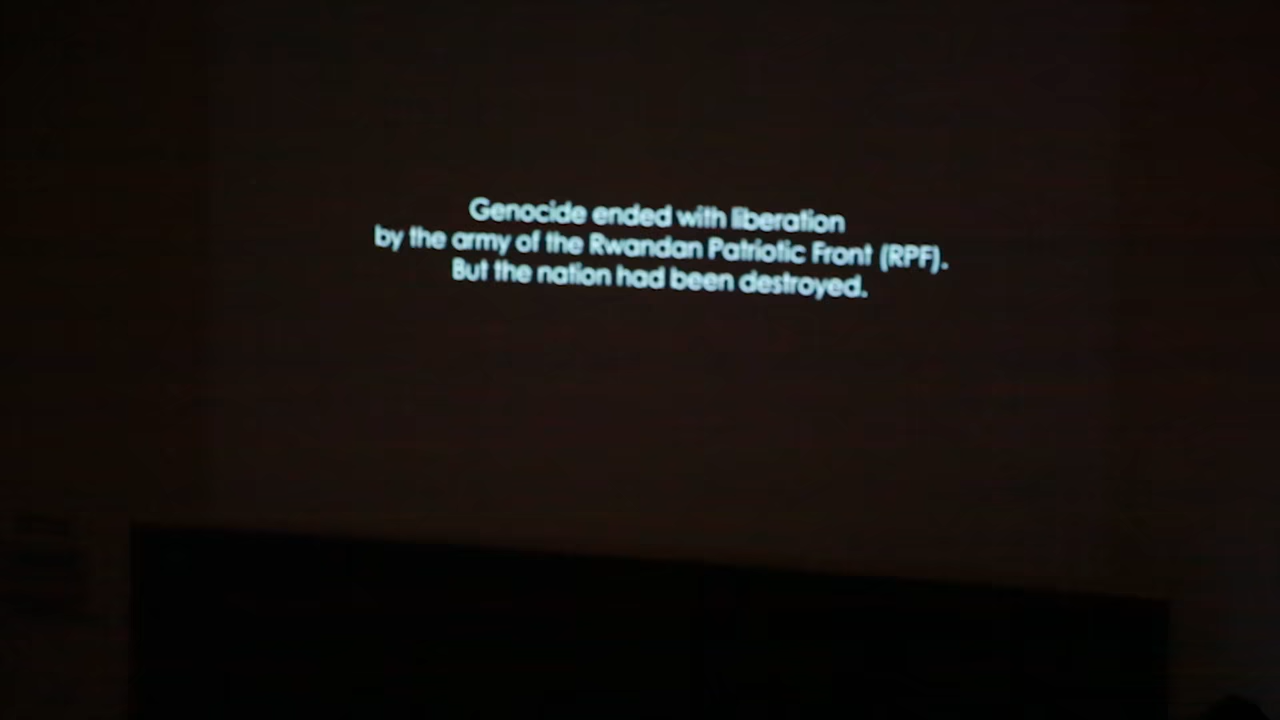 Genocide ended with liberation
by the army of the Rwandan Patriotic Front (RPF).
But the nation had been destroyed.